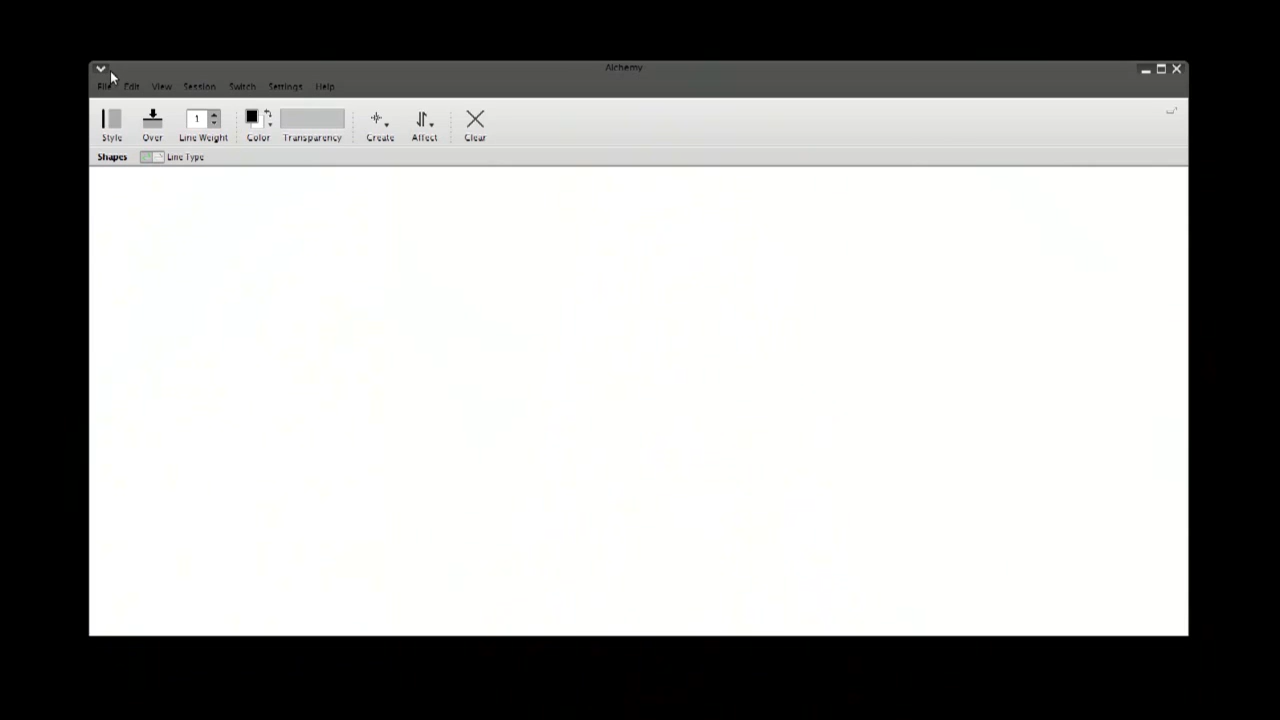 Alchemy
File Edit View Session Switch Settings Help
1
Style Over Line Weight Color Transparency Create Affect Clear
Shapes Line Type